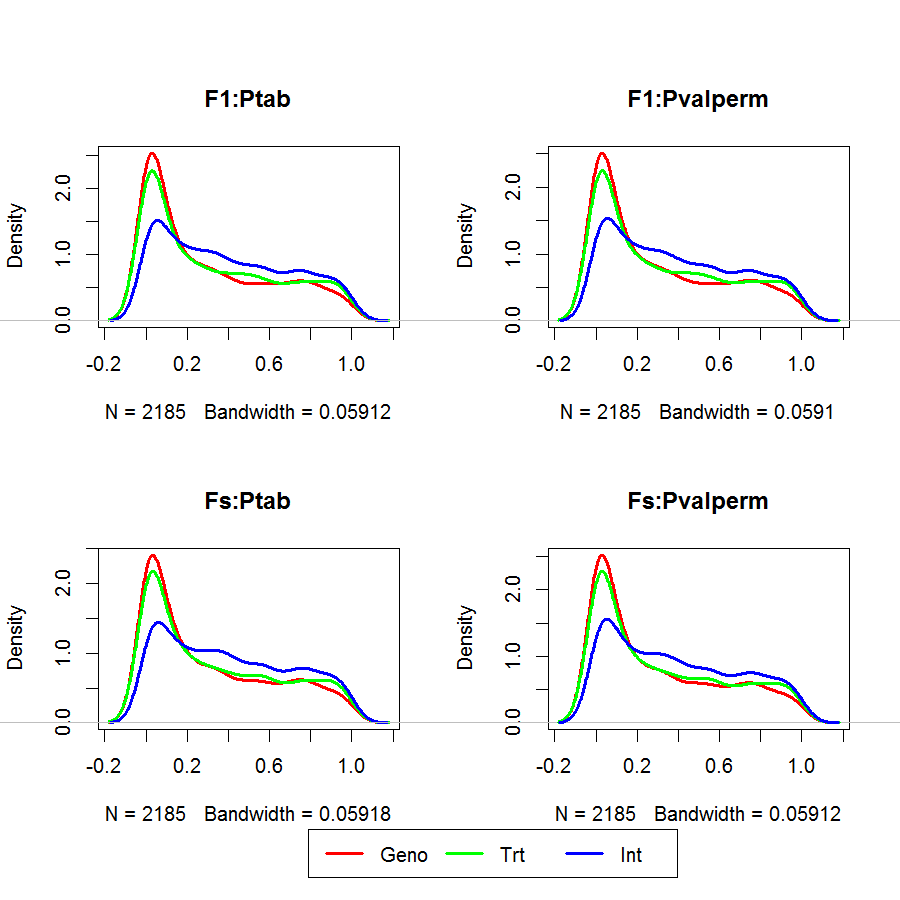 F1:Ptab
Density
0.0 1.0 2.0
-0.2 0.2 0.6 1.0
N = 2185 Bandwidth = 0.05912
F1:Pvalperm
Density
0.0 1.0 2.0
-0.2 0.2 0.6 1.0
N = 2185 Bandwidth = 0.0591
Fs:Ptab
Density
0.0 1.0 2.0
-0.2 0.2 0.6 1.0
N = 2185 Bandwidth = 0.05918
Fs:Pvalperm
Density
0.0 1.0 2.0
-0.2 0.2 0.6 1.0
N = 2185 Bandwidth = 0.05912
Geno Trt Int